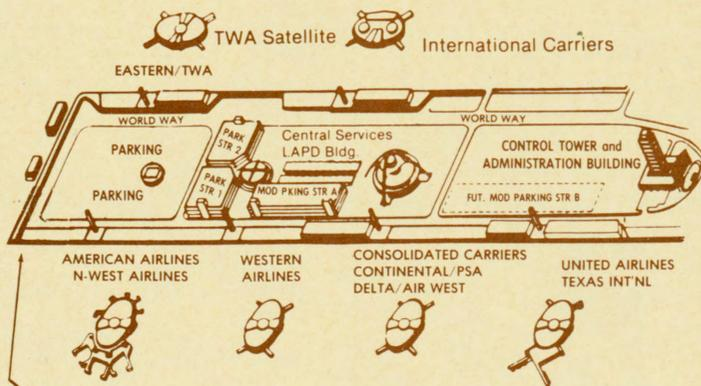 TWA Satellite
International Carriers
EASTERN/TWA
WORLD WAY
WORLD WAY
PARKING
PARKING
PARK
STR 2
PARK
STR 1
Central Services
LAPD Bldg.
MOD PKING STR A
CONTROL TOWER and
ADMINISTRATION BUILDING
FUT. MOD PARKING STR B
AMERICAN AIRLINES
N-WEST AIRLINES
WESTERN
AIRLINES
CONSOLIDATED CARRIERS
CONTINENTAL/PSA
DELTA/AIR WEST
UNITED AIRLINES
TEXAS INT'NL